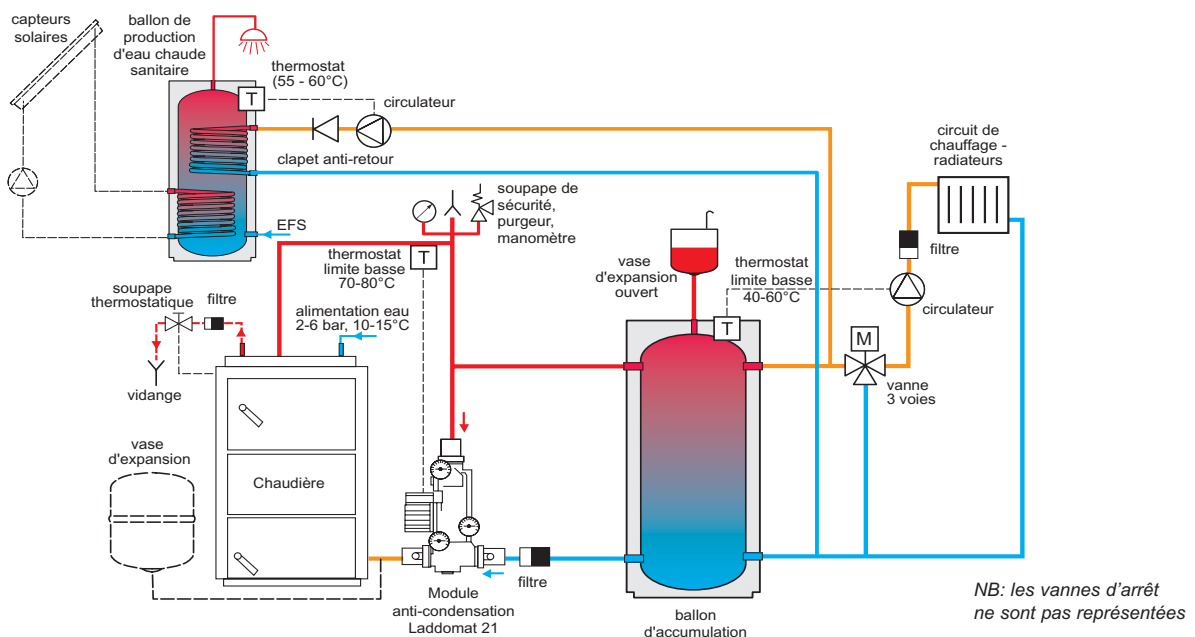 capteurs
solaires
ballon de
production
d'eau chaude
sanitaire
thermostat
(55 - 60°C)
T
circulateur
clapet anti-retour
EFS
circuit de
chauffage -
radiateurs
filtre
soupape de
sécurité,
purgeur,
manomètre
thermostat
limite basse
70-80°C
T
vase
d'expansion
ouvert
thermostat
limite basse
40-60°C
T
circulateur
M
vanne
3 voies
soupape
thermostatique
filtre
alimentation eau
2-6 bar, 10-15°C
vidange
vase
d'expansion
Chaudière
Module
anti-condensation
Laddomat 21
filtre
ballon
d'accumulation
NB: les vannes d’arrêt
ne sont pas représentées